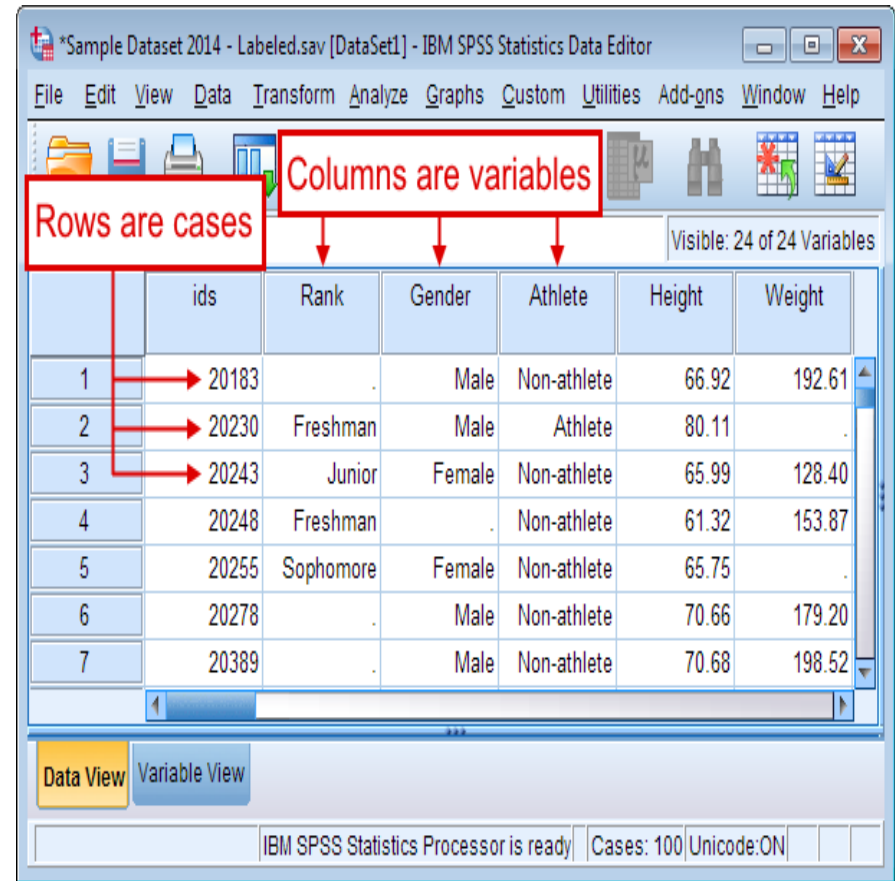 *Sample Dataset 2014 - Labeled.sav [DataSet1] - IBM SPSS Statistics Data Editor
File Edit View Data Transform Analyze Graphs Custom Utilities Add-ons Window Help
Columns are variables
Rows are cases
Visible: 24 of 24 Variables
ids Rank Gender Athlete Height Weight
1 20183 . Male Non-athlete 66.92 192.61
2 20230 Freshman Male Athlete 80.11 .
3 20243 Junior Female Non-athlete 65.99 128.40
4 20248 Freshman . Non-athlete 61.32 153.87
5 20255 Sophomore Female Non-athlete 65.75 .
6 20278 . Male Non-athlete 70.66 179.20
7 20389 . Male Non-athlete 70.68 198.52
Data View Variable View
IBM SPSS Statistics Processor is ready Cases: 100 Unicode:ON